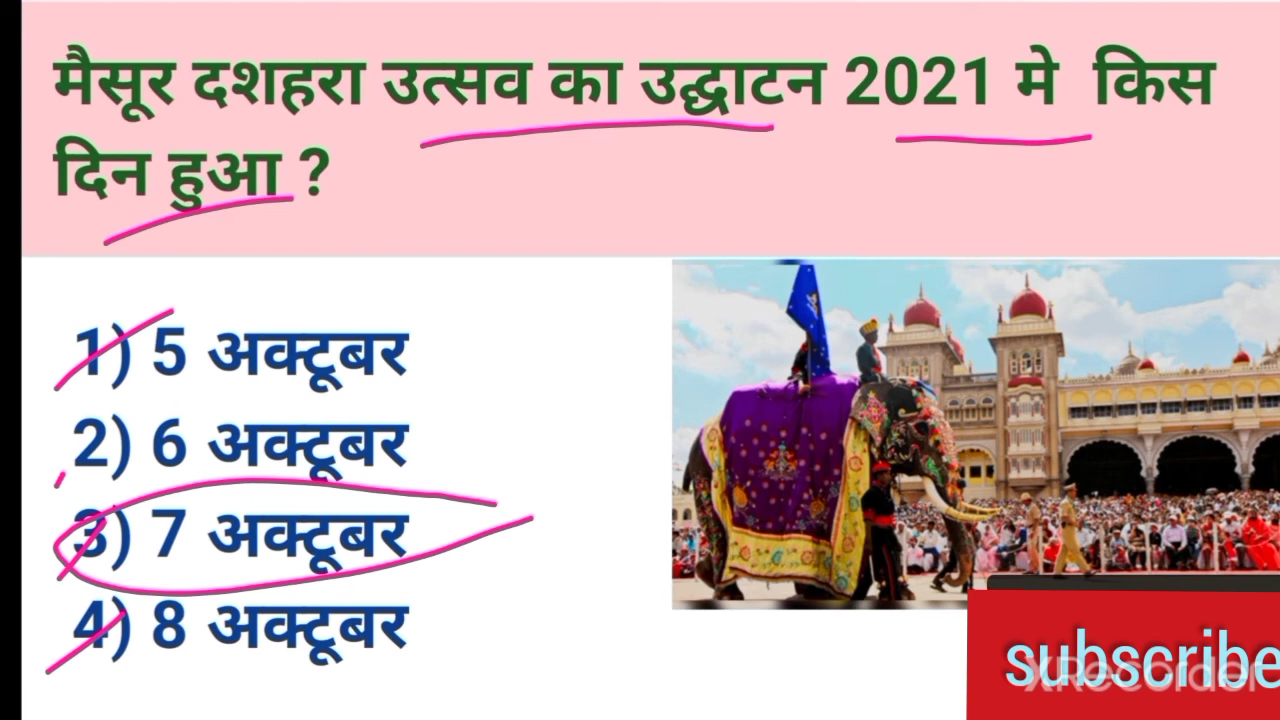 मैसूर दशहरा उत्सव का उद्घाटन 2021 मे किस
दिन हुआ ?
1) 5 अक्टूबर
2) 6 अक्टूबर
3) 7 अक्टूबर
4) 8 अक्टूबर
subscribe
XRecorder